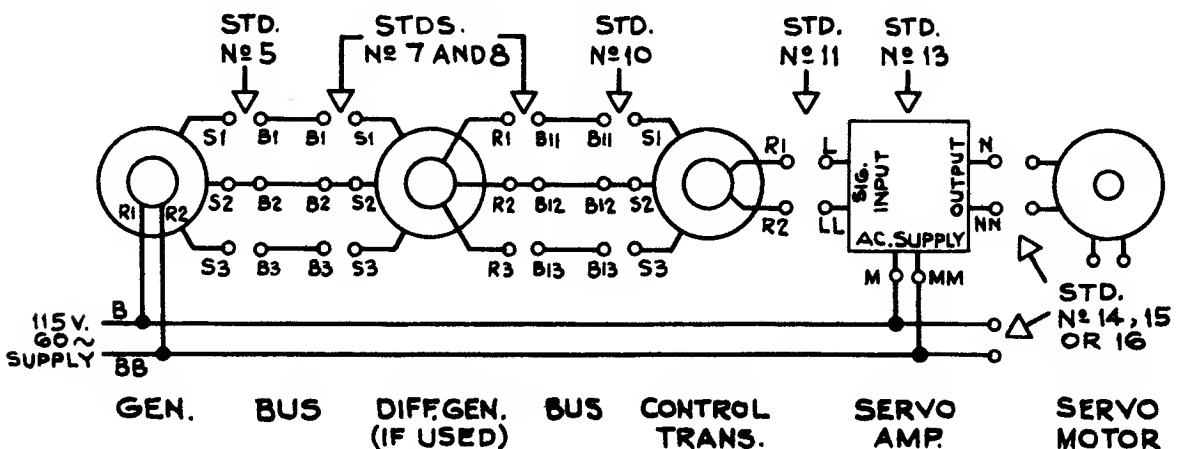 STD. STDS. STD. STD. STD.
Nº 5 Nº 7 AND 8 Nº 10 Nº 11 Nº 13
S1 B1 B1 S1 R1 B11 B11 S1 R1 L N
SIG. INPUT OUTPUT
S2 B2 B2 S2 R2 B12 B12 S2 R2 LL NN
R1 R2
S3 B3 B3 S3 R3 B13 B13 S3 A.C. SUPPLY
M MM
STD.
Nº 14, 15
OR 16
B
115 V.
60 ~
SUPPLY
BB
GEN. BUS DIFF. GEN. BUS CONTROL SERVO SERVO
(IF USED) TRANS. AMP. MOTOR